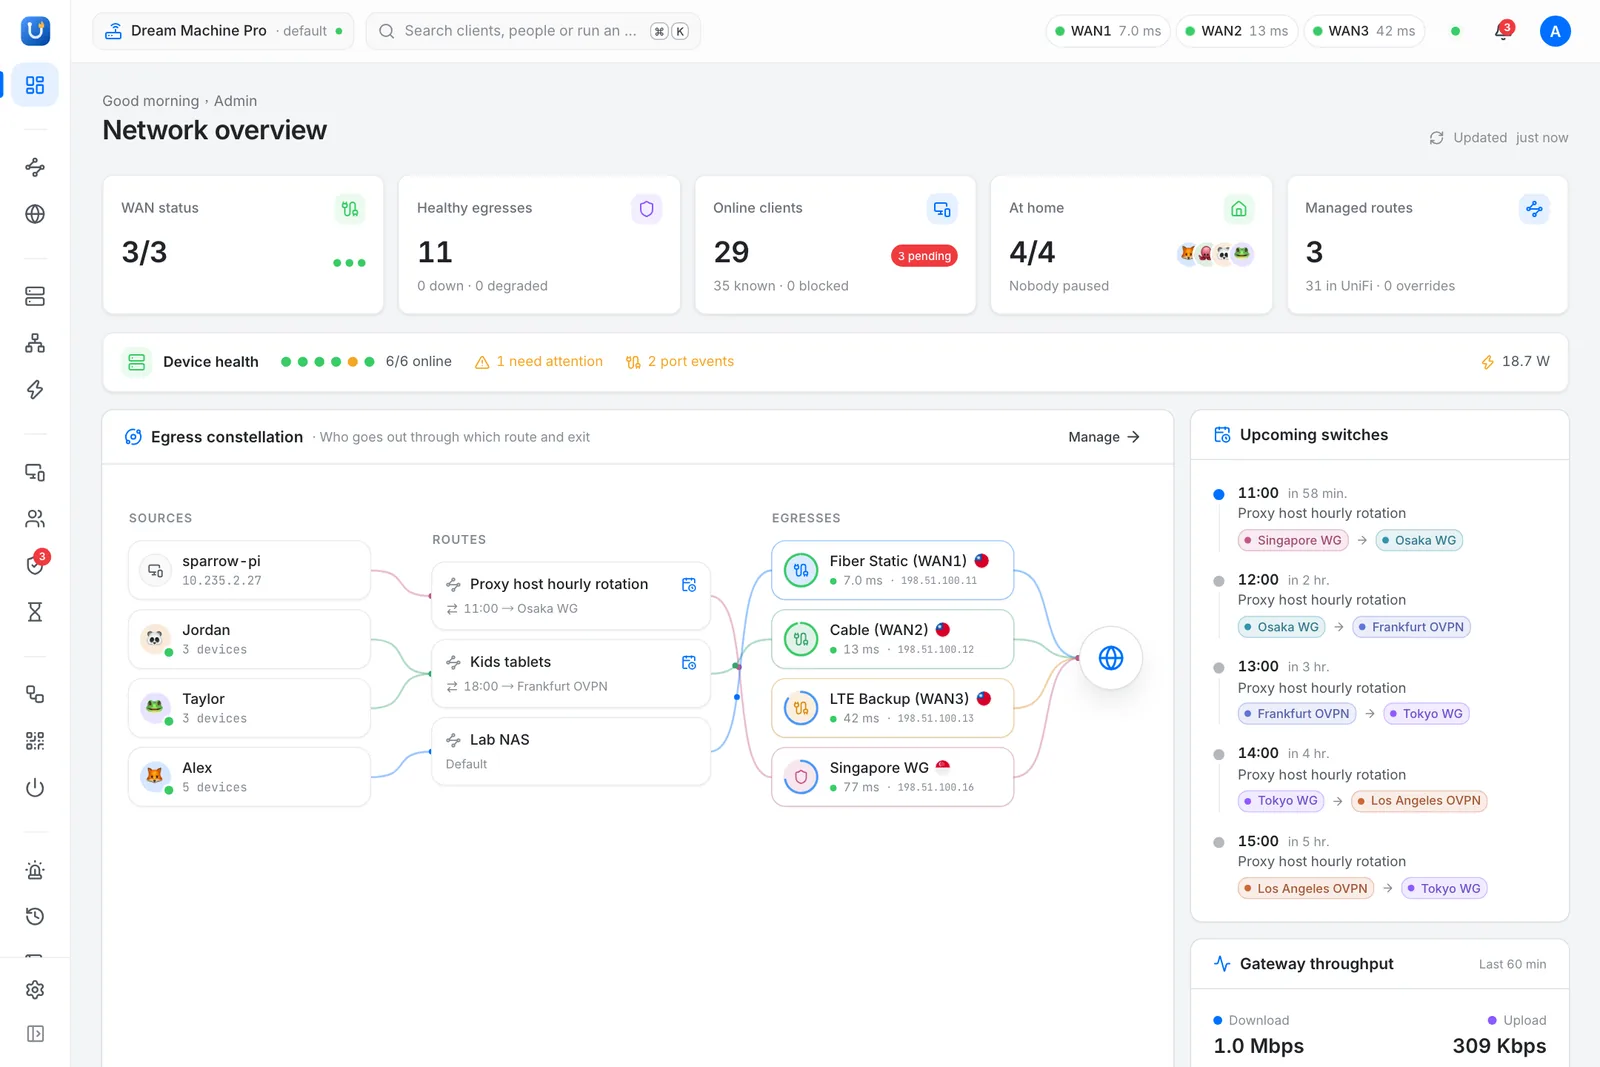 Dream Machine Pro · default
Search clients, people or run an ... ⌘ K
WAN1 7.0 ms
WAN2 13 ms
WAN3 42 ms
3
A
Good morning · Admin
Network overview
Updated just now
WAN status
3/3
Healthy egresses
11
0 down · 0 degraded
Online clients
29
3 pending
35 known · 0 blocked
At home
4/4
Nobody paused
Managed routes
3
31 in UniFi · 0 overrides
Device health
6/6 online
1 need attention
2 port events
18.7 W
Egress constellation · Who goes out through which route and exit
Manage →
SOURCES
sparrow-pi
10.235.2.27
Jordan
3 devices
Taylor
3 devices
Alex
5 devices
ROUTES
Proxy host hourly rotation
11:00 → Osaka WG
Kids tablets
18:00 → Frankfurt OVPN
Lab NAS
Default
EGRESSES
Fiber Static (WAN1)
7.0 ms · 198.51.100.11
Cable (WAN2)
13 ms · 198.51.100.12
LTE Backup (WAN3)
42 ms · 198.51.100.13
Singapore WG
77 ms · 198.51.100.16
Upcoming switches
11:00 in 58 min.
Proxy host hourly rotation
Singapore WG → Osaka WG
12:00 in 2 hr.
Proxy host hourly rotation
Osaka WG → Frankfurt OVPN
13:00 in 3 hr.
Proxy host hourly rotation
Frankfurt OVPN → Tokyo WG
14:00 in 4 hr.
Proxy host hourly rotation
Tokyo WG → Los Angeles OVPN
15:00 in 5 hr.
Proxy host hourly rotation
Los Angeles OVPN → Tokyo WG
Gateway throughput
Last 60 min
Download
1.0 Mbps
Upload
309 Kbps
3